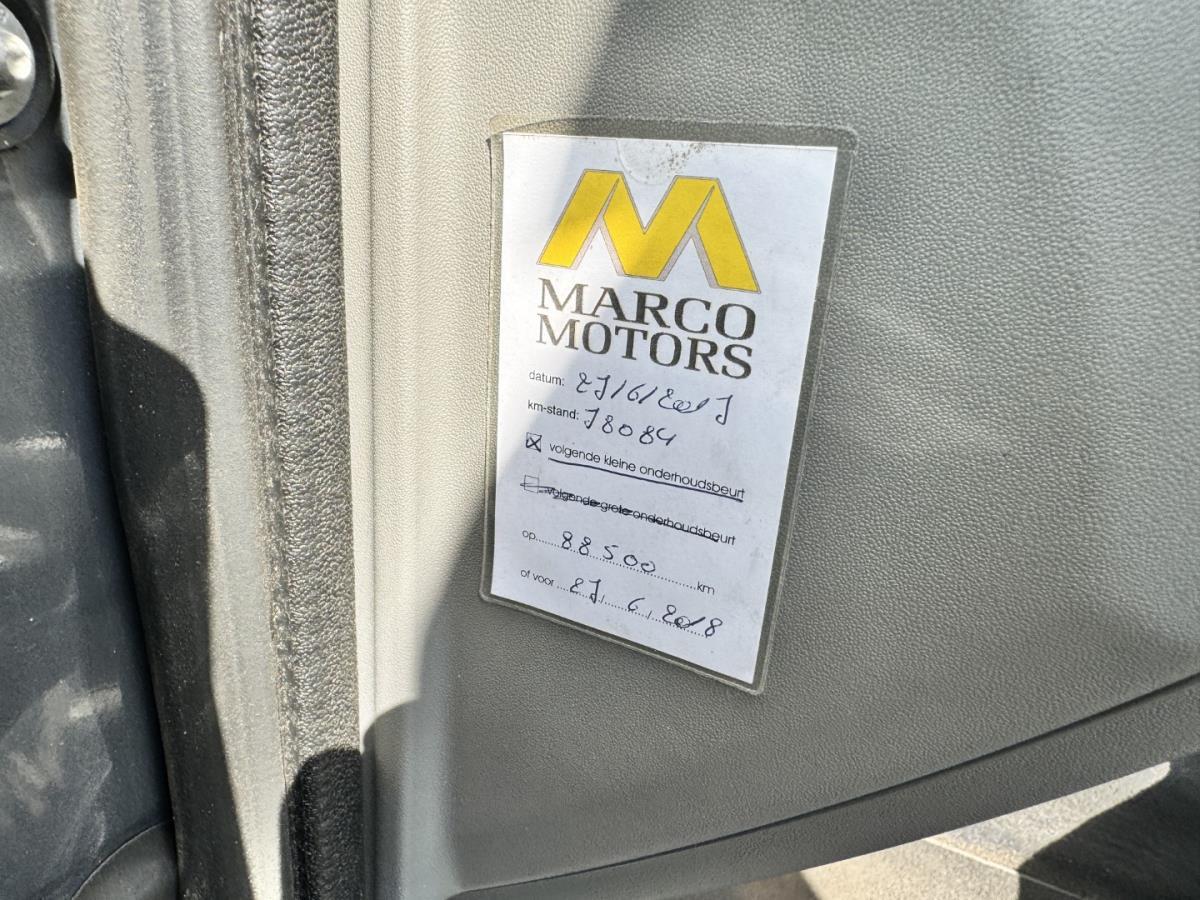 MARCO
MOTORS
datum: 27/6/2017
km-stand: 78084
volgende kleine onderhoudsbeurt
volgende grote onderhoudsbeurt
op 88500 km
of voor 27, 6, 2018